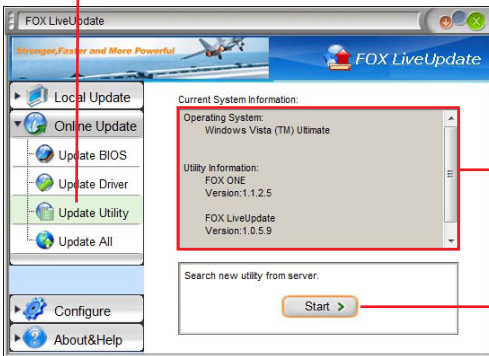 FOX LiveUpdate
Stronger,Faster and More Powerful
FOX LiveUpdate
Local Update
Online Update
Update BIOS
Update Driver
Update Utility
Update All
Configure
About&Help
Current System Information:
Operating System:
Windows Vista (TM) Ultimate
Utility Information:
FOX ONE
Version:1.1.2.5
FOX LiveUpdate
Version:1.0.5.9
Search new utility from server.
Start